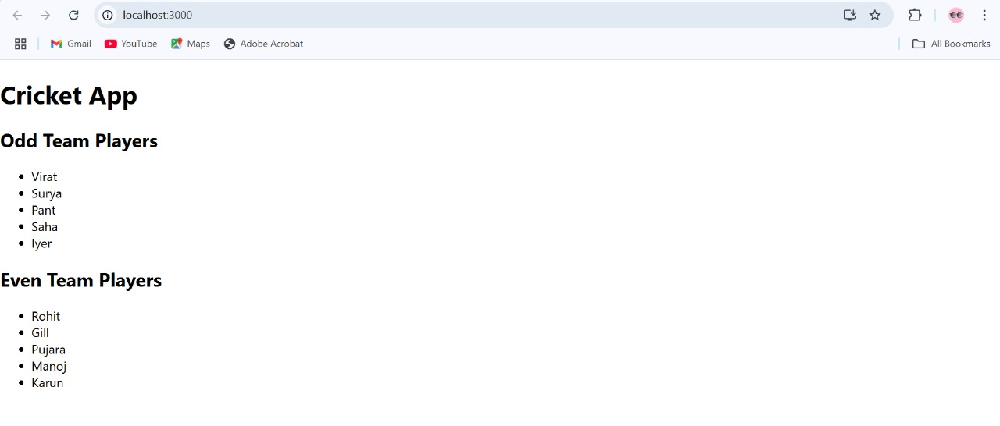 localhost:3000
Gmail YouTube Maps Adobe Acrobat All Bookmarks
Cricket App
Odd Team Players
Virat
Surya
Pant
Saha
Iyer
Even Team Players
Rohit
Gill
Pujara
Manoj
Karun